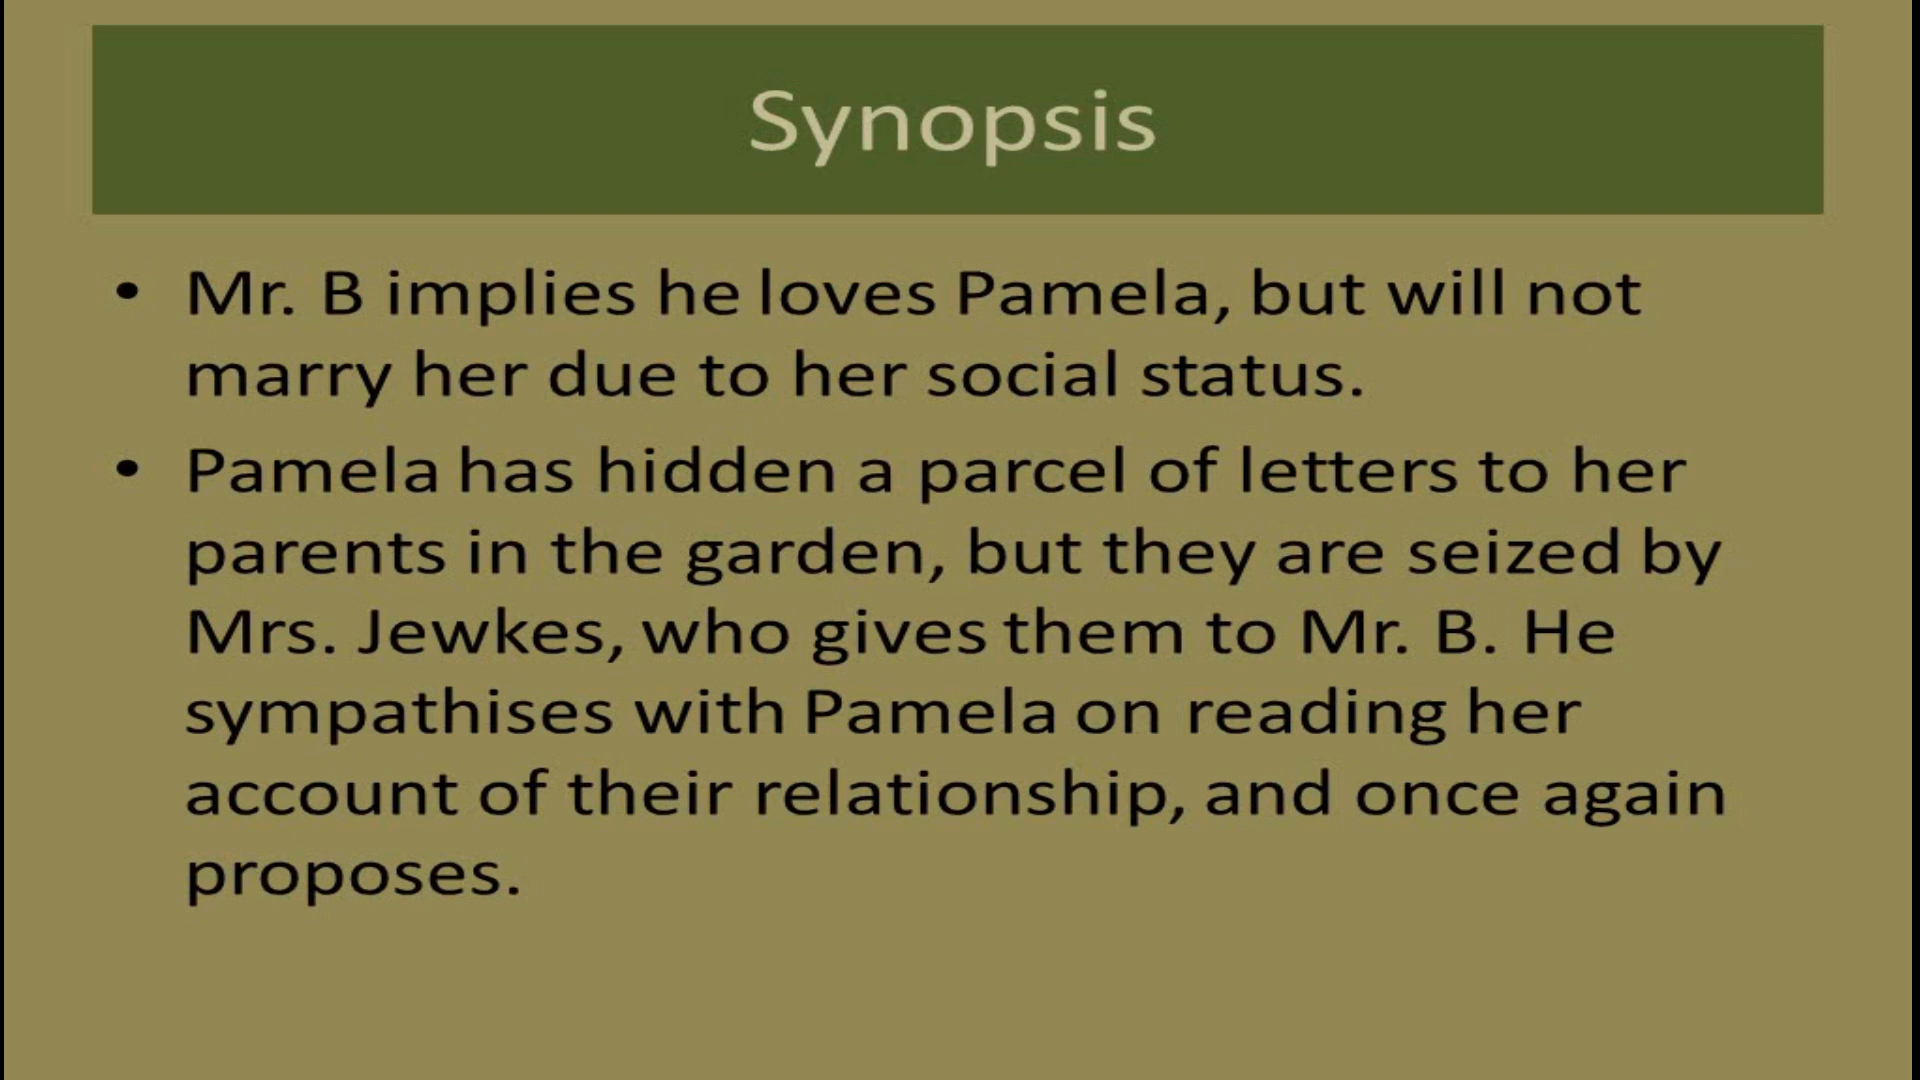 Synopsis
• Mr. B implies he loves Pamela, but will not
marry her due to her social status.
• Pamela has hidden a parcel of letters to her
parents in the garden, but they are seized by
Mrs. Jewkes, who gives them to Mr. B. He
sympathises with Pamela on reading her
account of their relationship, and once again
proposes.